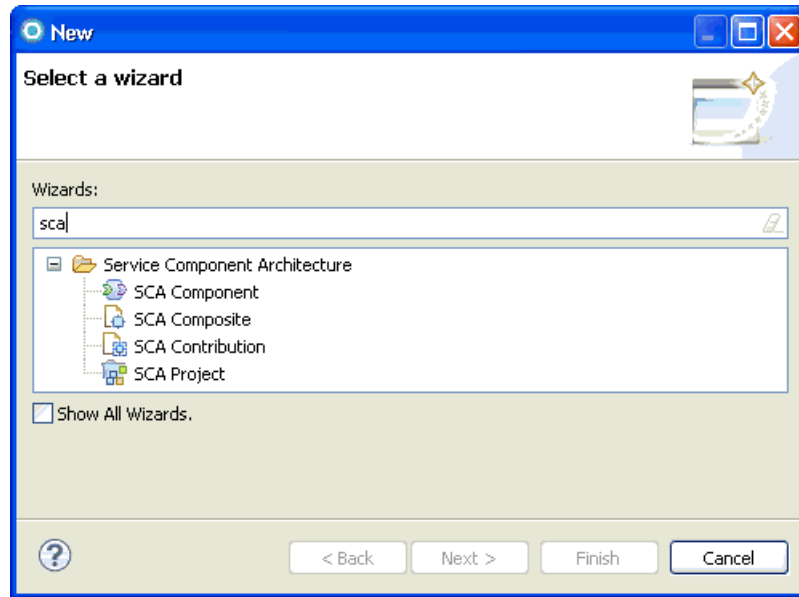 New
Select a wizard
Wizards:
sca
Service Component Architecture
SCA Component
SCA Composite
SCA Contribution
SCA Project
Show All Wizards.
? < Back Next > Finish Cancel